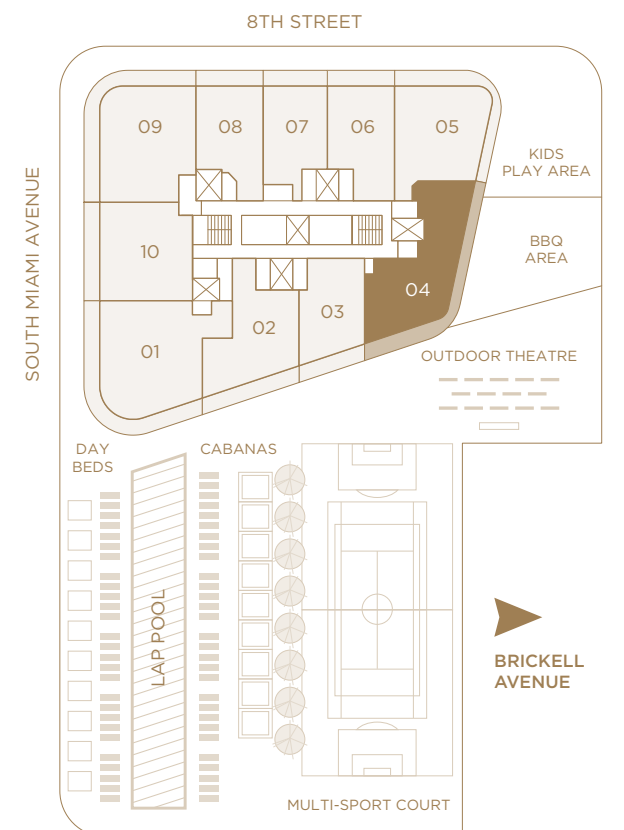 8TH STREET
09
08
07
06
05
KIDS
PLAY AREA
SOUTH MIAMI AVENUE
10
BBQ
AREA
04
03
02
01
OUTDOOR THEATRE
DAY
BEDS
CABANAS
LAP POOL
BRICKELL
AVENUE
MULTI-SPORT COURT